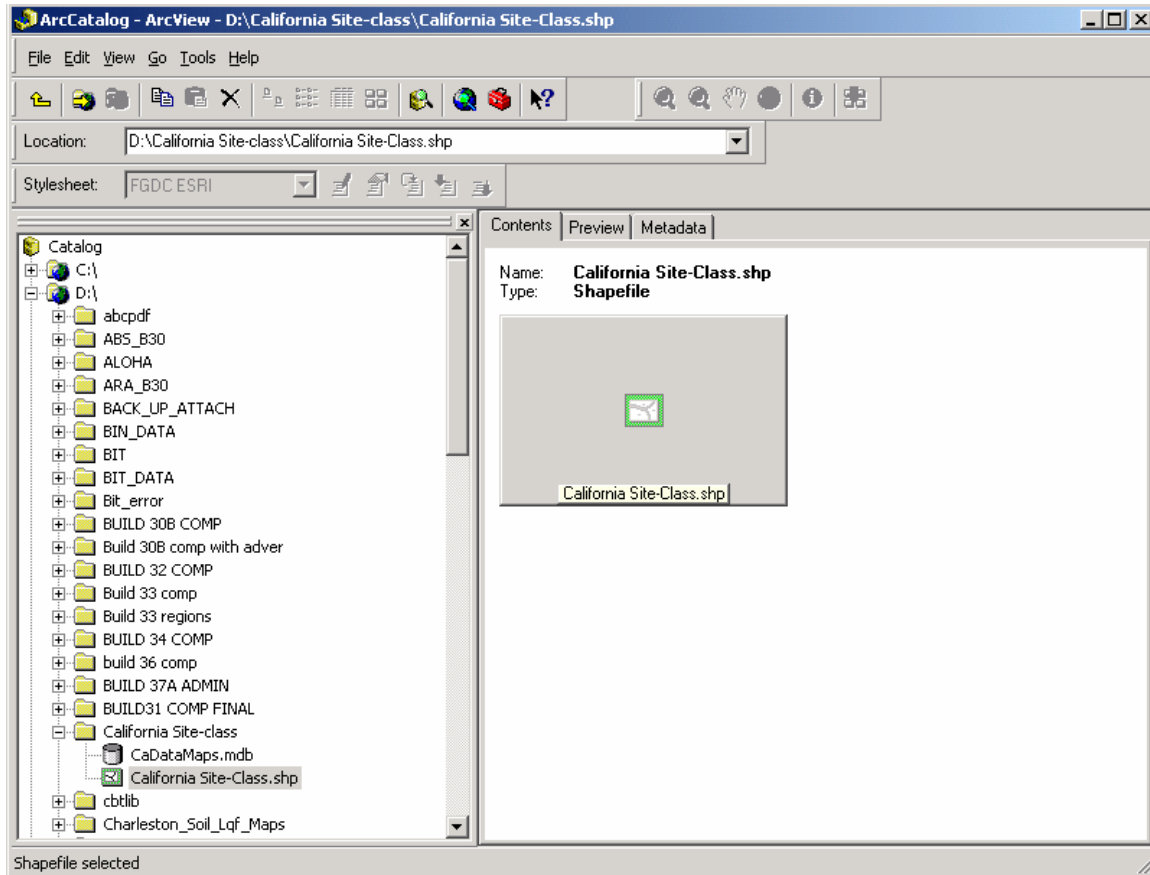 ArcCatalog - ArcView - D:\California Site-class\California Site-Class.shp
File Edit View Go Tools Help
Location: D:\California Site-class\California Site-Class.shp
Stylesheet: FGDC ESRI
Contents Preview Metadata
Catalog
C:\
D:\
abcpdf
ABS_B30
ALOHA
ARA_B30
BACK_UP_ATTACH
BIN_DATA
BIT
BIT_DATA
Bit_error
BUILD 30B COMP
Build 30B comp with adver
BUILD 32 COMP
Build 33 comp
Build 33 regions
BUILD 34 COMP
build 36 comp
BUILD 37A ADMIN
BUILD31 COMP FINAL
California Site-class
CaDataMaps.mdb
California Site-Class.shp
cbtlib
Charleston_Soil_Lqf_Maps
Name: California Site-Class.shp
Type: Shapefile
California Site-Class.shp
Shapefile selected